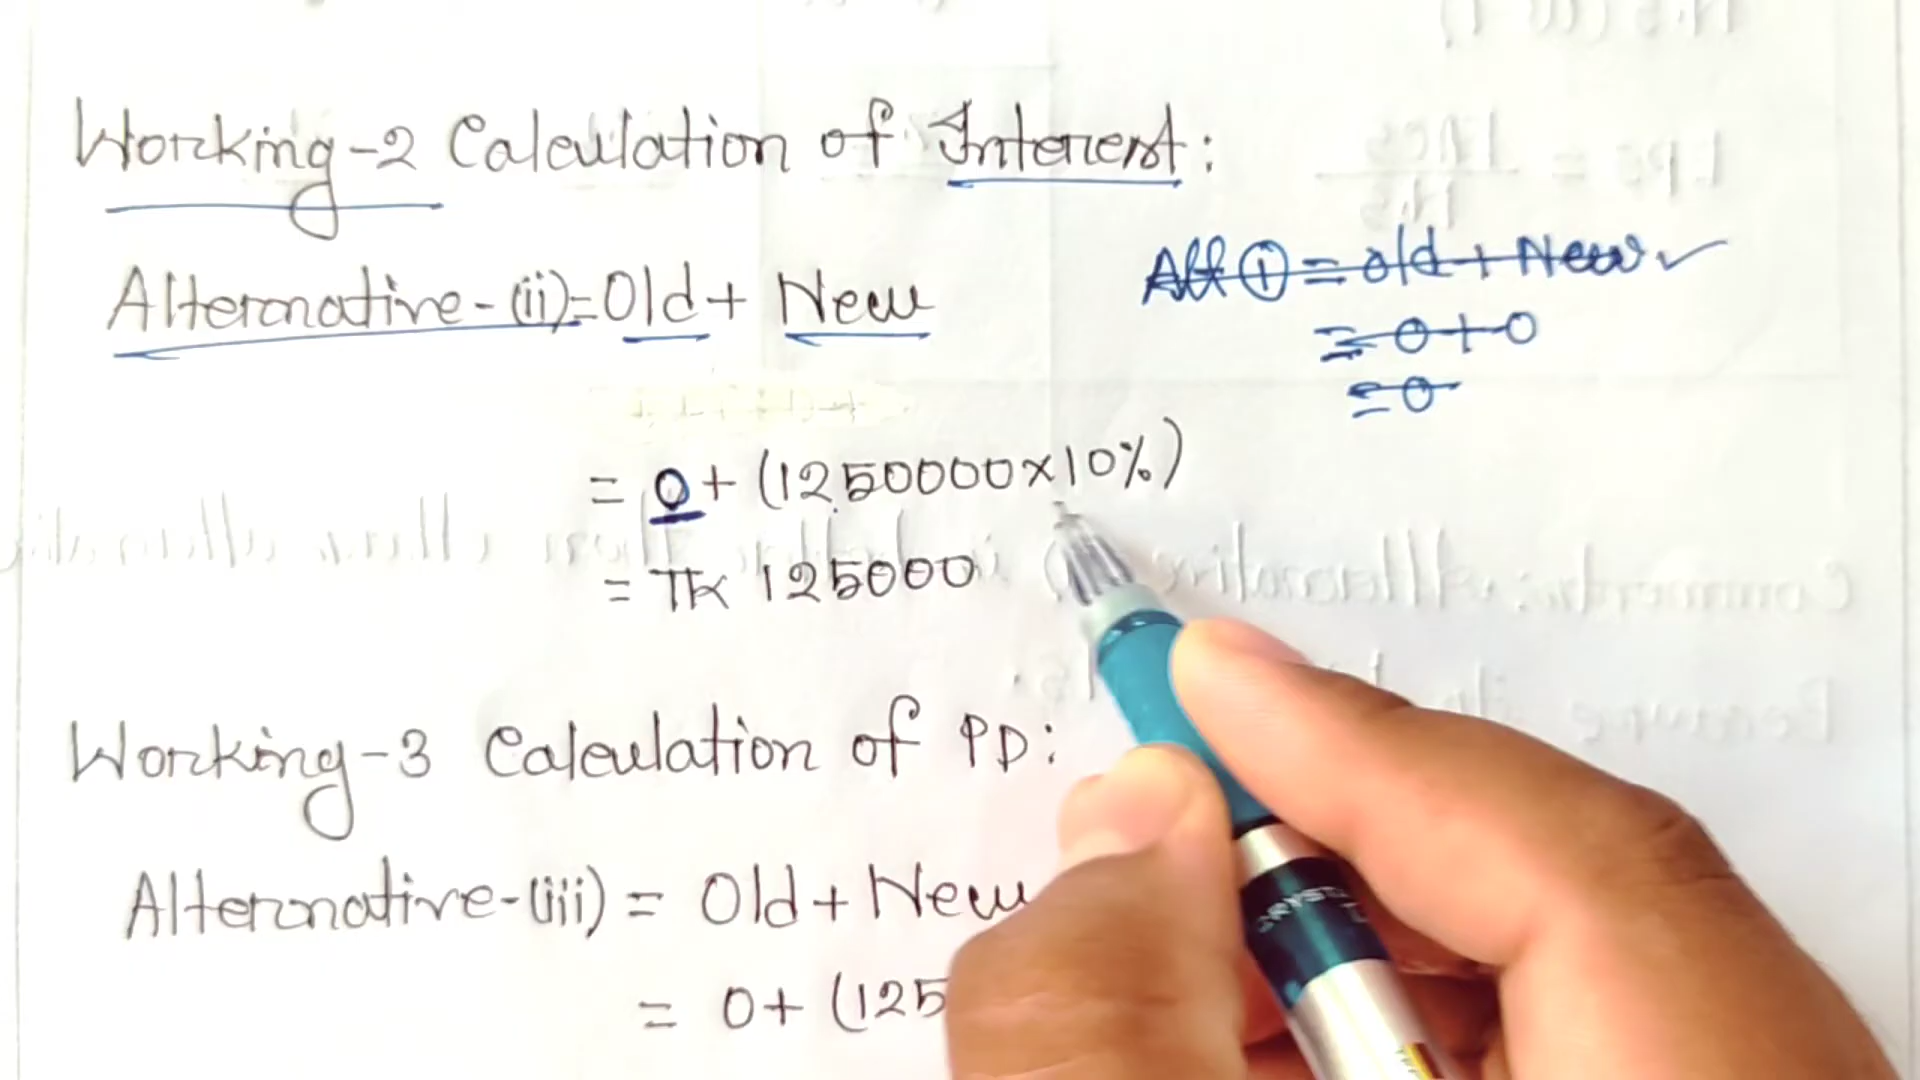 Working-2 Calculation of Interest:
Alt (i) = old + New ✓
= 0 + 0
= 0
Alternative-(ii) = Old + New
= 0 + (1250000×10%)
= TK 125000
Working-3 Calculation of PD:
Alternative-(iii) = Old + New
= 0 + (125